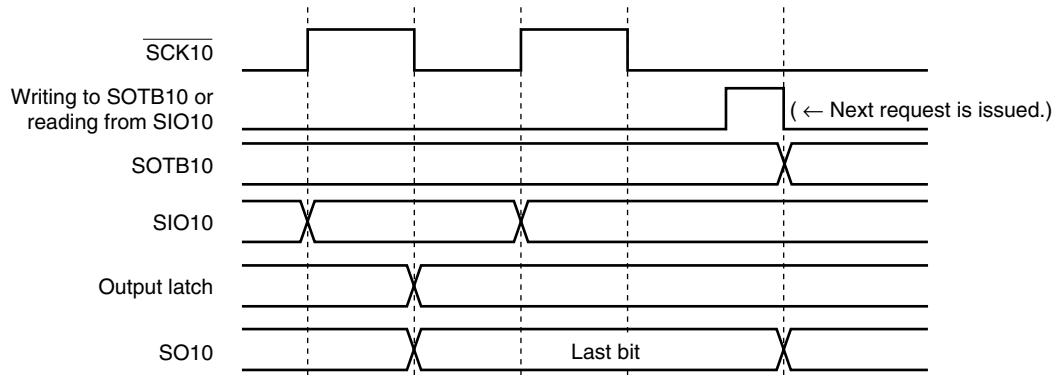 SCK10
Writing to SOTB10 or
reading from SIO10
( ← Next request is issued.)
SOTB10
SIO10
Output latch
SO10
Last bit